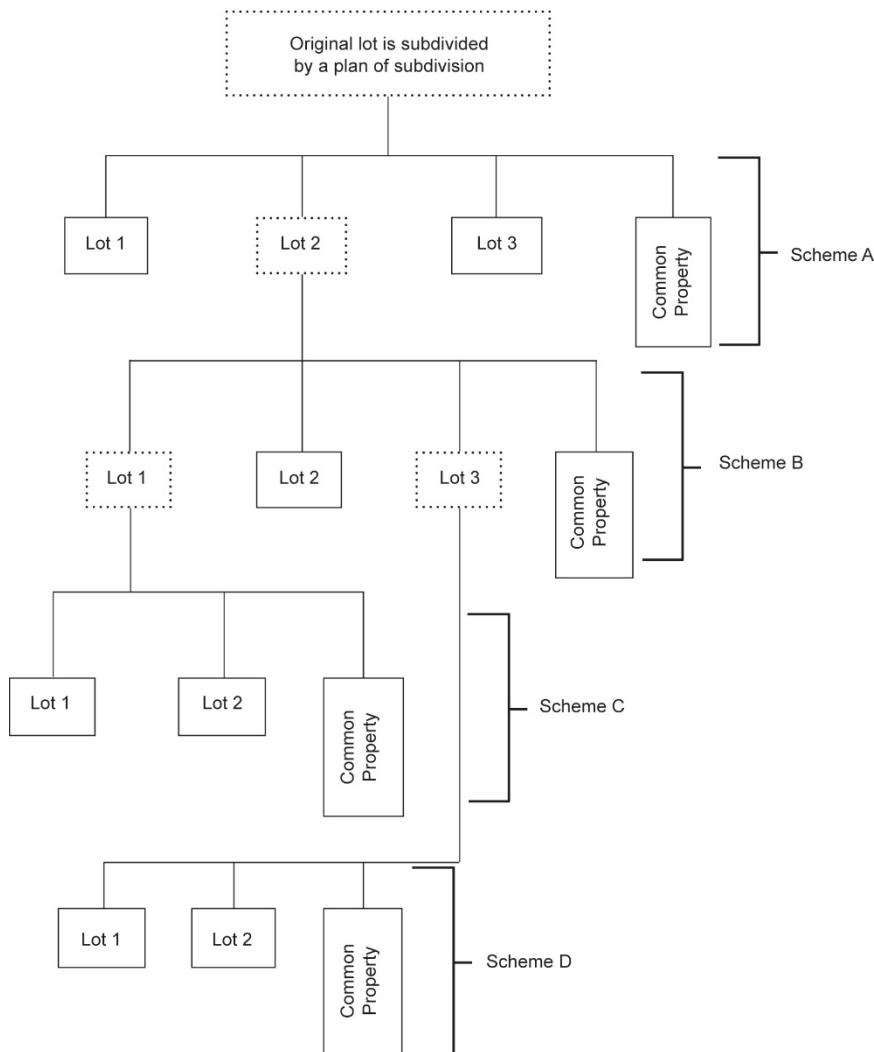 Original lot is subdivided
by a plan of subdivision
Lot 1
Lot 2
Lot 3
Common
Property
Scheme A
Lot 1
Lot 2
Lot 3
Common
Property
Scheme B
Lot 1
Lot 2
Common
Property
Scheme C
Lot 1
Lot 2
Common
Property
Scheme D